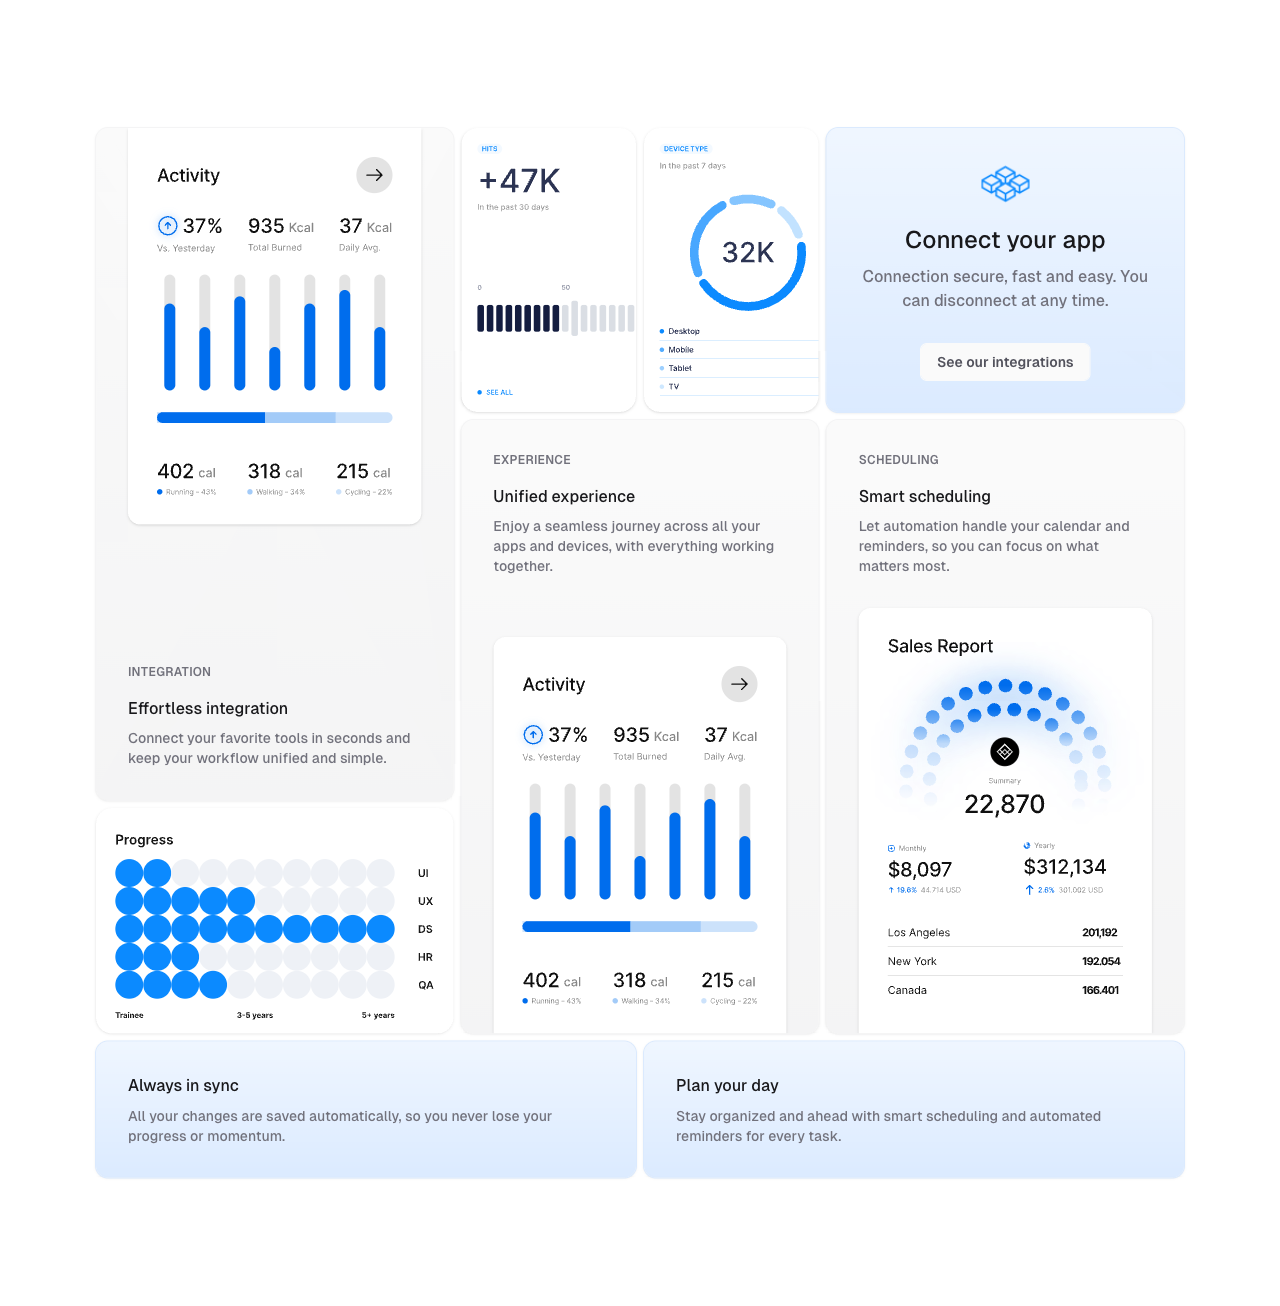 Activity
37%
935 Kcal
37 Kcal
Vs. Yesterday
Total Burned
Daily Avg.
402 cal
318 cal
215 cal
Running – 43%
Walking – 34%
Cycling – 22%
INTEGRATION
Effortless integration
Connect your favorite tools in seconds and
keep your workflow unified and simple.
HITS
+47K
In the past 30 days
0
50
SEE ALL
DEVICE TYPE
In the past 7 days
32K
Desktop
Mobile
Tablet
TV
Connect your app
Connection secure, fast and easy. You
can disconnect at any time.
See our integrations
EXPERIENCE
Unified experience
Enjoy a seamless journey across all your
apps and devices, with everything working
together.
Activity
37%
935 Kcal
37 Kcal
Vs. Yesterday
Total Burned
Daily Avg.
402 cal
318 cal
215 cal
Running – 43%
Walking – 34%
Cycling – 22%
SCHEDULING
Smart scheduling
Let automation handle your calendar and
reminders, so you can focus on what
matters most.
Sales Report
Summary
22,870
Monthly
$8,097
19.6% 44.714 USD
Yearly
$312,134
2.6% 301.002 USD
Los Angeles 201,192
New York 192.054
Canada 166.401
Progress
UI
UX
DS
HR
QA
Trainee
3-5 years
5+ years
Always in sync
All your changes are saved automatically, so you never lose your
progress or momentum.
Plan your day
Stay organized and ahead with smart scheduling and automated
reminders for every task.